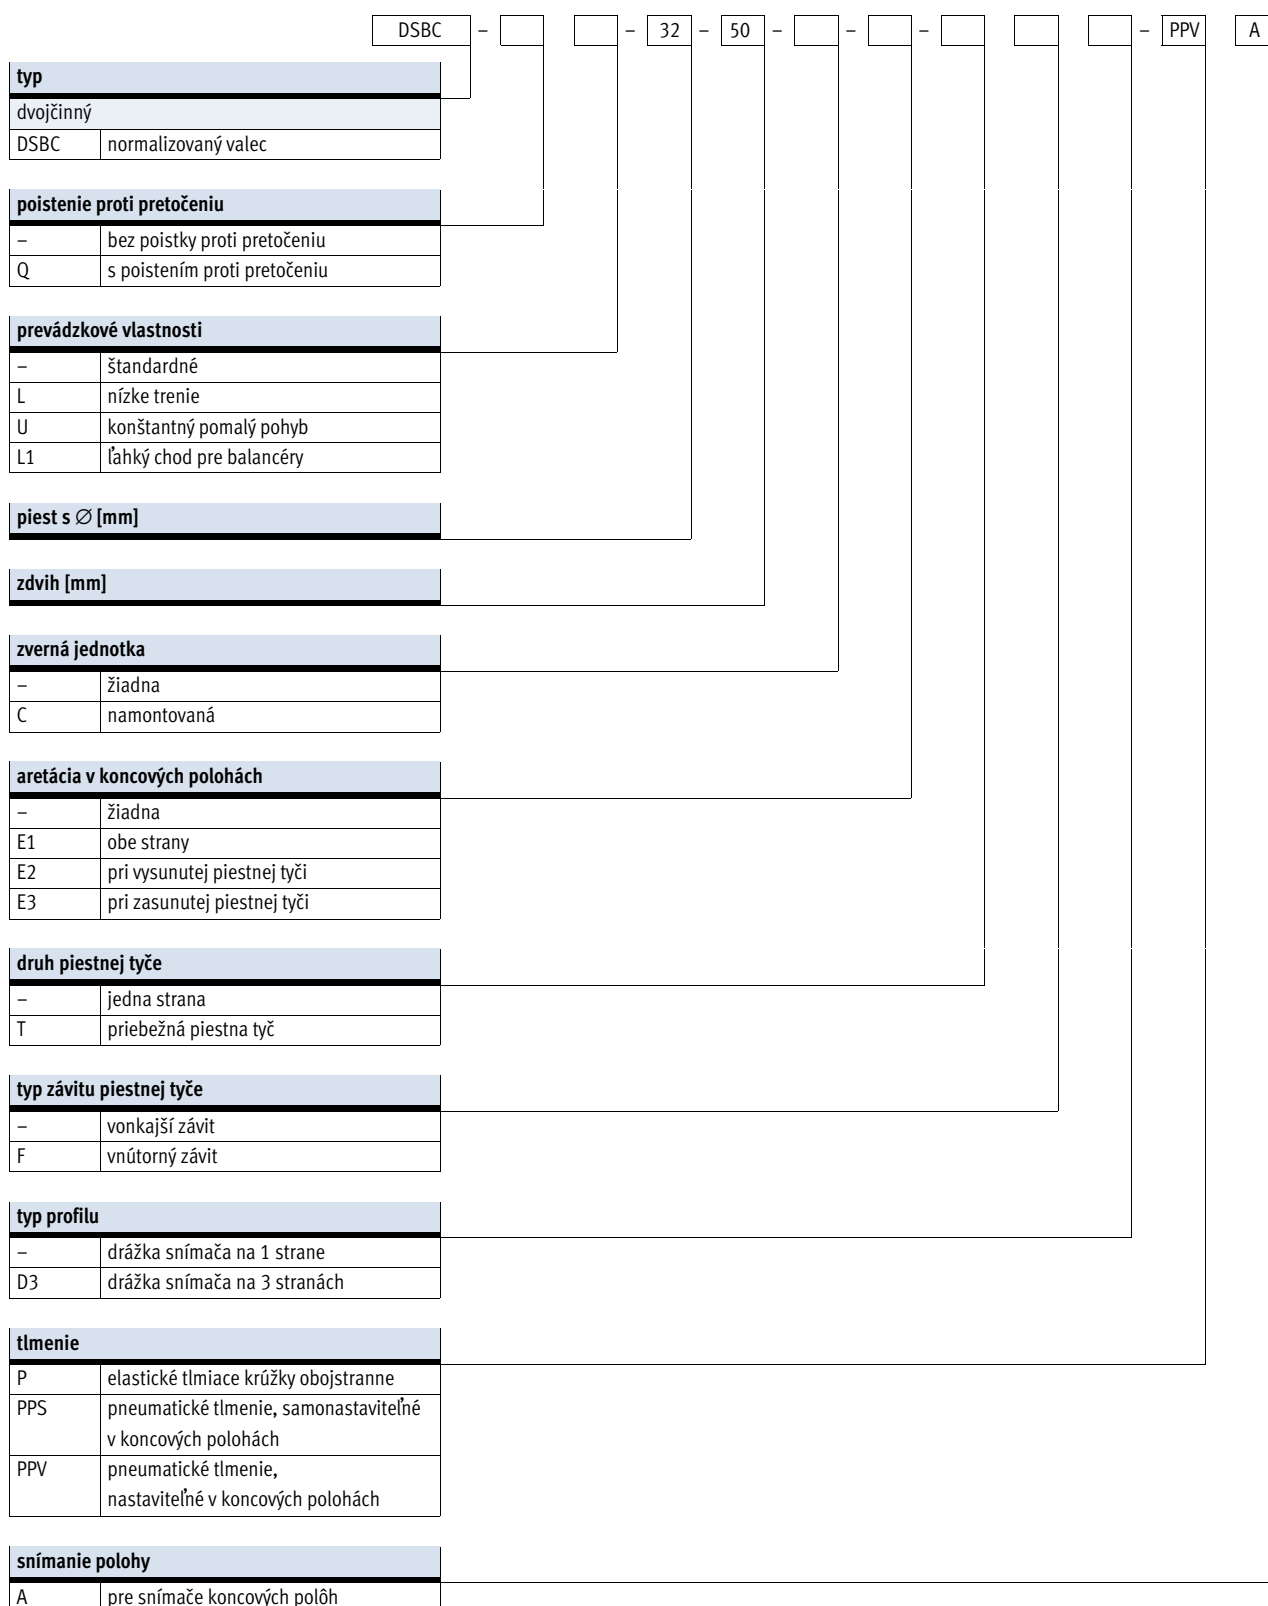 DSBC – – 32 – 50 – – – – PPV A
typ
dvojčinný
DSBC normalizovaný valec
poistenie proti pretočeniu
– bez poistky proti pretočeniu
Q s poistením proti pretočeniu
prevádzkové vlastnosti
– štandardné
L nízke trenie
U konštantný pomalý pohyb
L1 ľahký chod pre balancéry
piest s ∅ [mm]
zdvih [mm]
zverná jednotka
– žiadna
C namontovaná
aretácia v koncových polohách
– žiadna
E1 obe strany
E2 pri vysunutej piestnej tyči
E3 pri zasunutej piestnej tyči
druh piestnej tyče
– jedna strana
T priebežná piestna tyč
typ závitu piestnej tyče
– vonkajší závit
F vnútorný závit
typ profilu
– drážka snímača na 1 strane
D3 drážka snímača na 3 stranách
tlmenie
P elastické tlmiace krúžky obojstranne
PPS pneumatické tlmenie, samonastaviteľné
v koncových polohách
PPV pneumatické tlmenie,
nastaviteľné v koncových polohách
snímanie polohy
A pre snímače koncových polôh